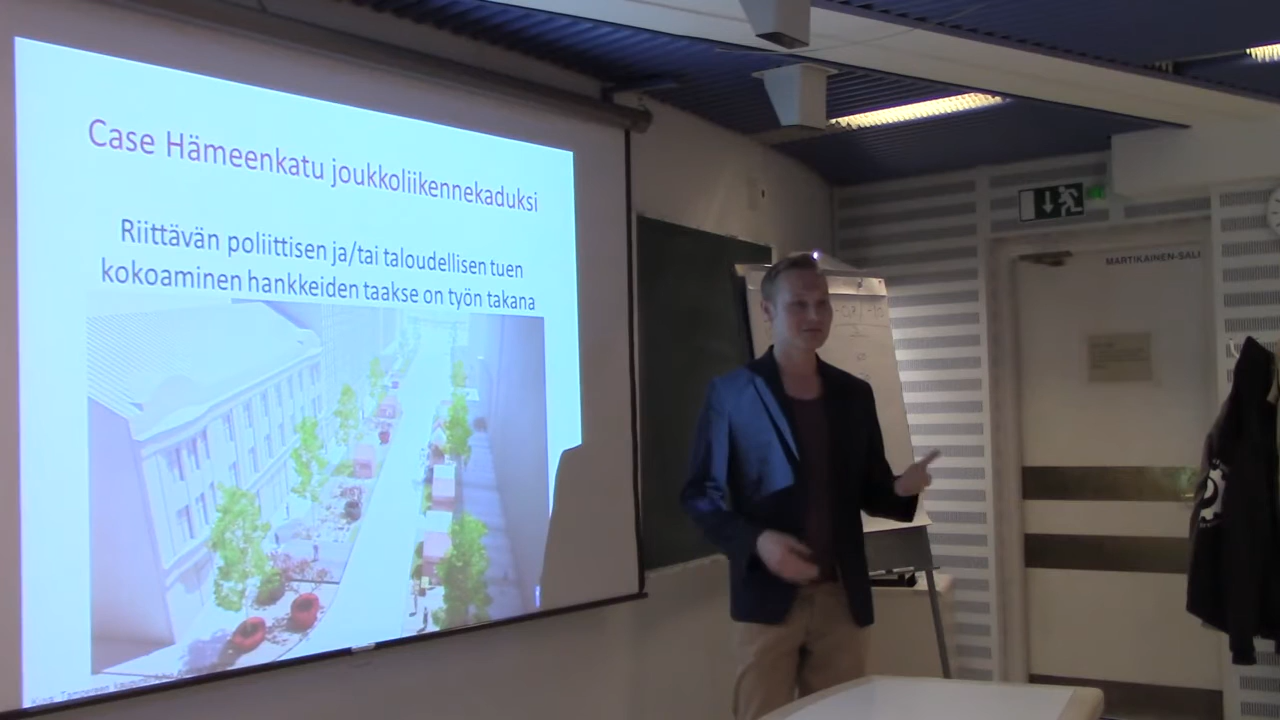 Case Hämeenkatu joukkoliikennekaduksi
Riittävän poliittisen ja/tai taloudellisen tuen
kokoaminen hankkeiden taakse on työn takana
MARTIKAINEN-SALI